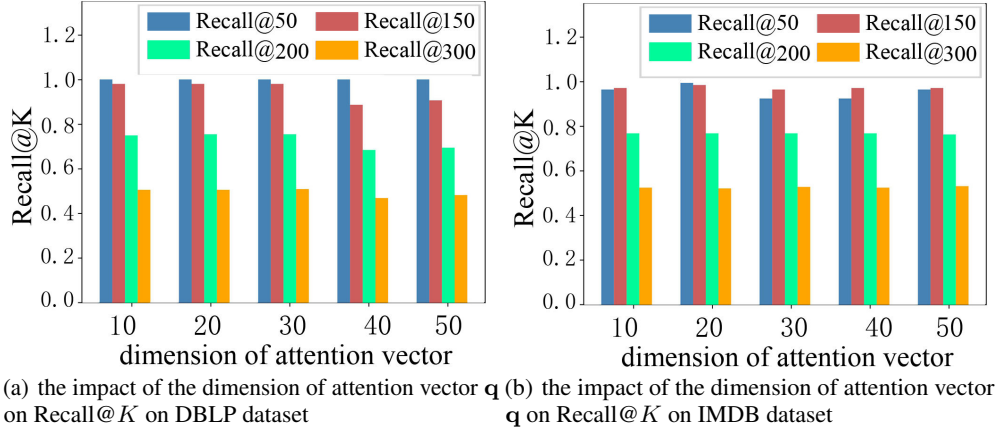 Recall@50 Recall@150
Recall@200 Recall@300
Recall@K
1.2
1.0
0.8
0.6
0.4
0.2
0.0
10 20 30 40 50
dimension of attention vector
(a) the impact of the dimension of attention vector q
on Recall@K on DBLP dataset
Recall@50 Recall@150
Recall@200 Recall@300
Recall@K
1.2
1.0
0.8
0.6
0.4
0.2
0.0
10 20 30 40 50
dimension of attention vector
(b) the impact of the dimension of attention vector
q on Recall@K on IMDB dataset